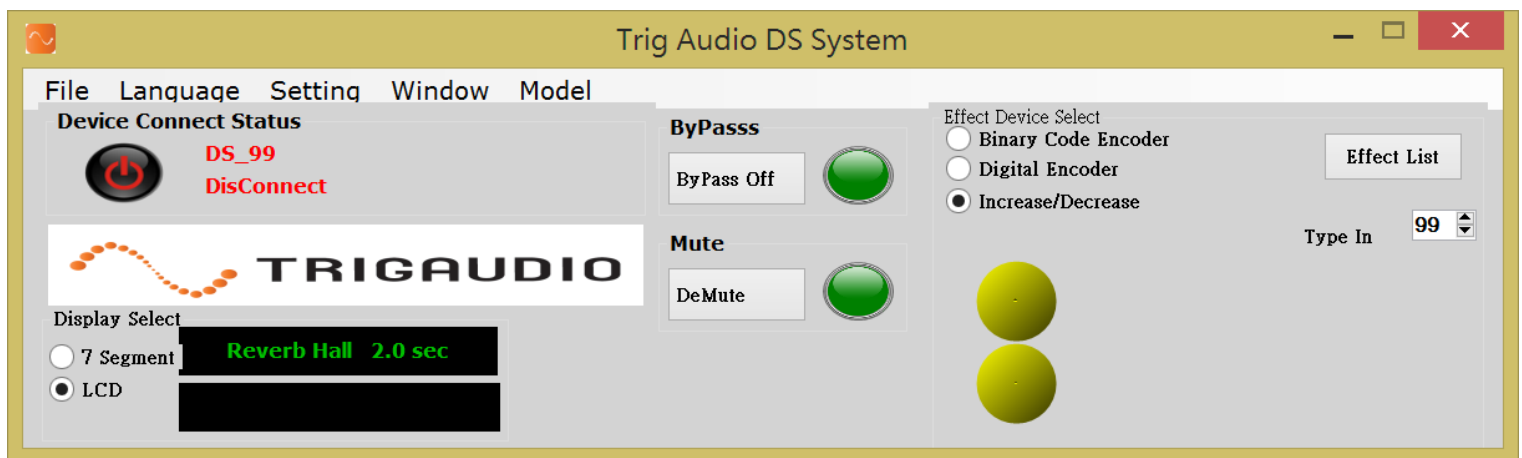 Trig Audio DS System
File Language Setting Window Model
Device Connect Status
DS_99
DisConnect
TRIGAUDIO
Display Select
7 Segment
LCD
Reverb Hall 2.0 sec
ByPasss
ByPass Off
Mute
DeMute
Effect Device Select
Binary Code Encoder
Digital Encoder
Increase/Decrease
Effect List
Type In 99